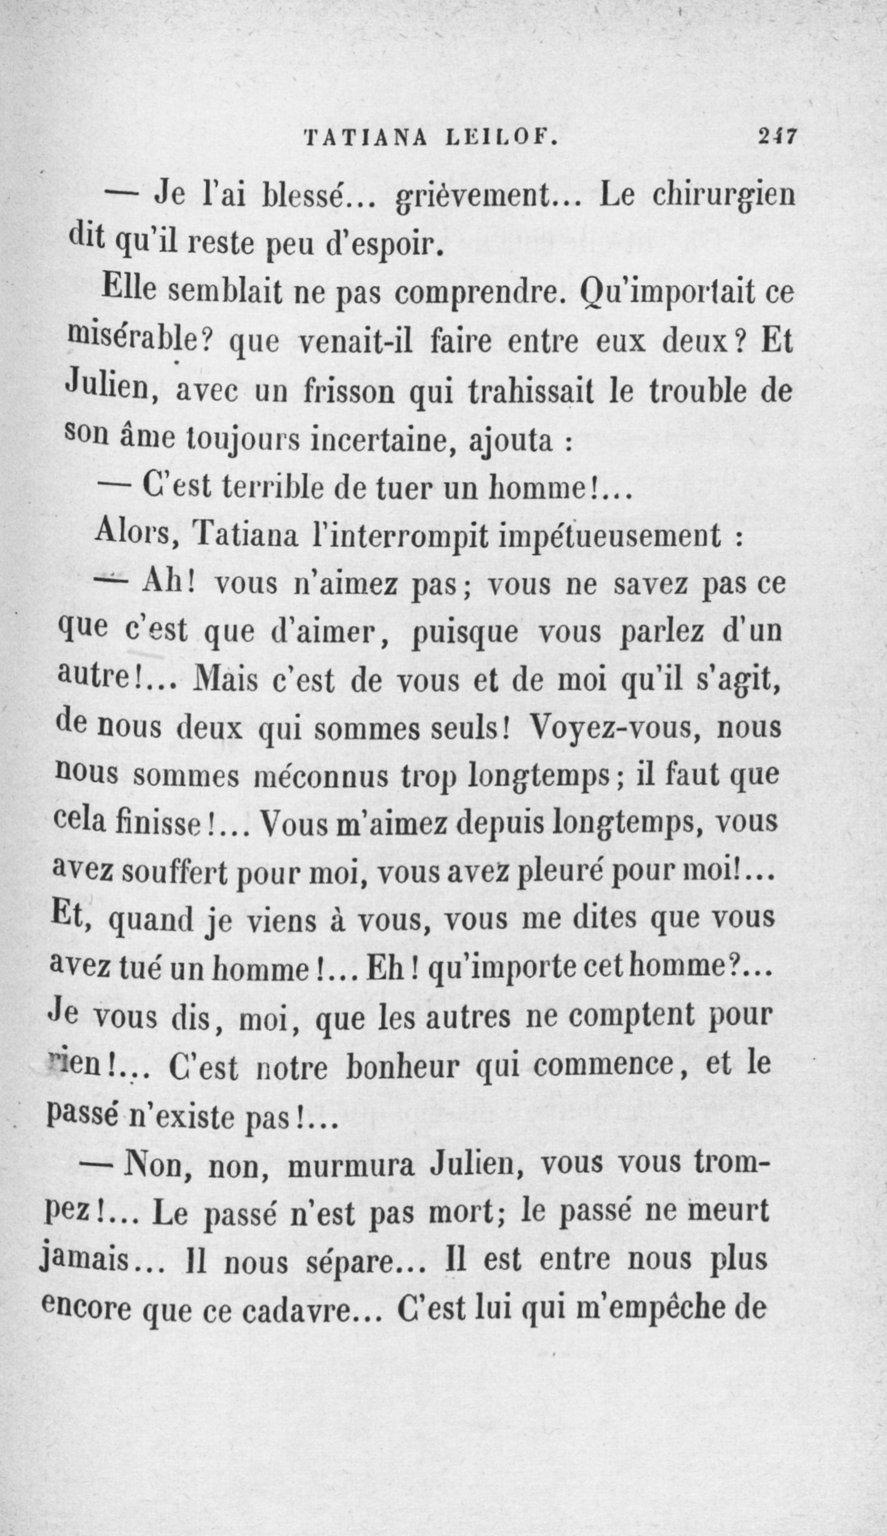 TATIANA LEILOF. 247
— Je l'ai blessé... grièvement... Le chirurgien
dit qu'il reste peu d'espoir.
Elle semblait ne pas comprendre. Qu'importait ce
misérable? que venait-il faire entre eux deux? Et
Julien, avec un frisson qui trahissait le trouble de
son âme toujours incertaine, ajouta :
— C'est terrible de tuer un homme!...
Alors, Tatiana l'interrompit impétueusement :
— Ah! vous n'aimez pas; vous ne savez pas ce
que c'est que d'aimer, puisque vous parlez d'un
autre!... Mais c'est de vous et de moi qu'il s'agit,
de nous deux qui sommes seuls! Voyez-vous, nous
nous sommes méconnus trop longtemps; il faut que
cela finisse!... Vous m'aimez depuis longtemps, vous
avez souffert pour moi, vous avez pleuré pour moi!...
Et, quand je viens à vous, vous me dites que vous
avez tué un homme!... Eh! qu'importe cet homme?...
Je vous dis, moi, que les autres ne comptent pour
rien!... C'est notre bonheur qui commence, et le
passé n'existe pas!...
— Non, non, murmura Julien, vous vous trom-
pez!... Le passé n'est pas mort; le passé ne meurt
jamais... Il nous sépare... Il est entre nous plus
encore que ce cadavre... C'est lui qui m'empêche de